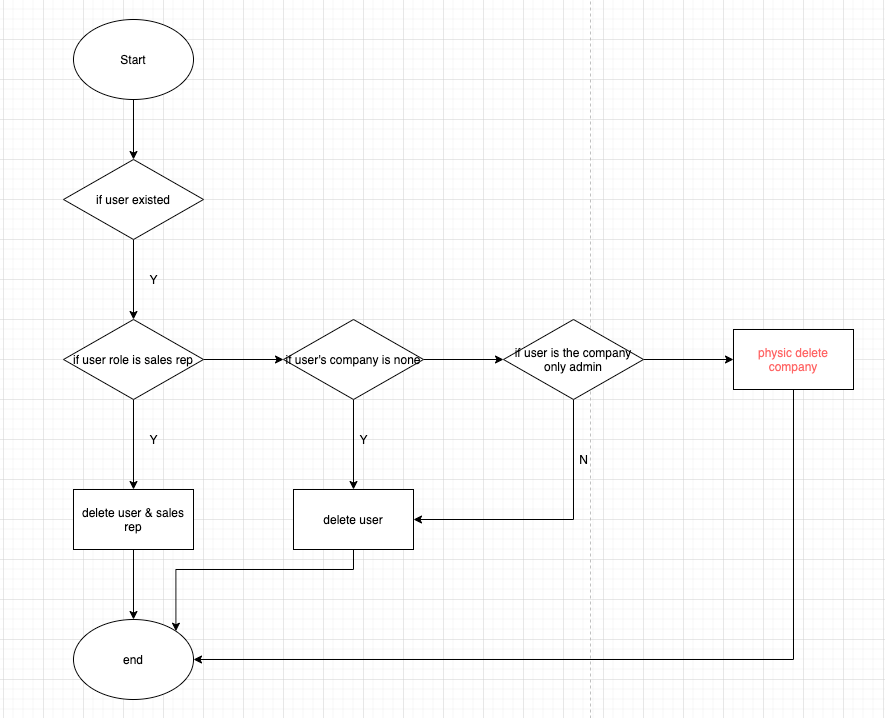 Start
if user existed
Y
if user role is sales rep
if user's company is none
if user is the company
only admin
physic delete
company
Y
Y
N
delete user & sales
rep
delete user
end